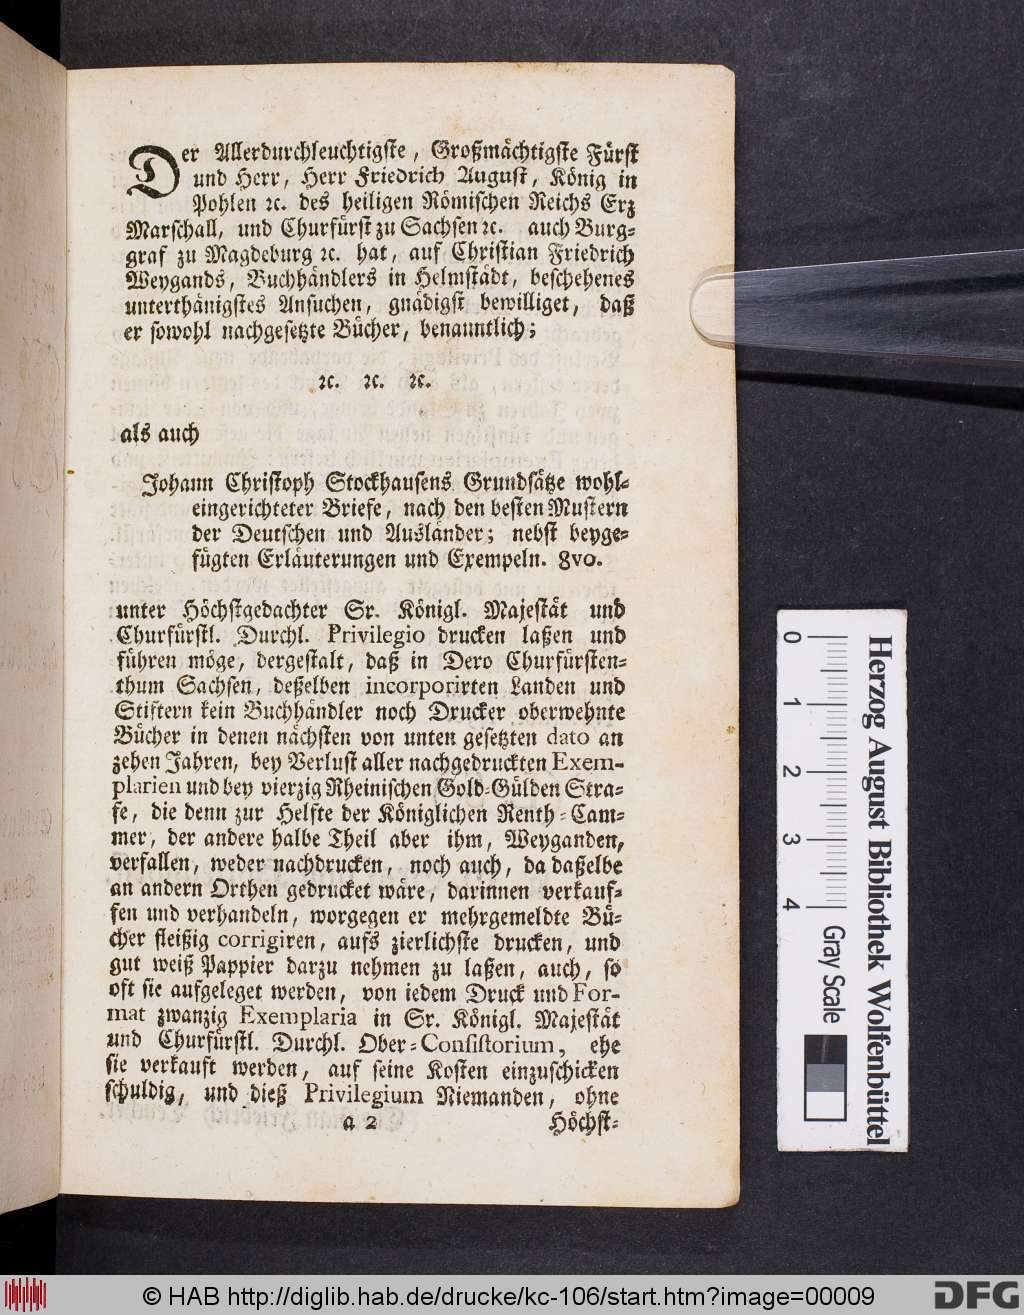 Der Allerdurchleuchtigste, Großmächtigste Fürst
und Herr, Herr Friedrich August, König in
Pohlen ꝛc. des heiligen Römischen Reichs Erz
Marschall, und Churfürst zu Sachsen ꝛc. auch Burg-
graf zu Magdeburg ꝛc. hat, auf Christian Friedrich
Weygands, Buchhändlers in Helmstädt, beschehenes
unterthänigstes Ansuchen, gnädigst bewilliget, daß
er sowohl nachgesetzte Bücher, benanntlich;
ꝛc. ꝛc. ꝛc.
als auch
Johann Christoph Stockhausens Grundsätze wohl-
eingerichteter Briefe, nach den besten Mustern
der Deutschen und Ausländer; nebst beyge-
fügten Erläuterungen und Exempeln. 8vo.
unter Höchstgedachter Sr. Königl. Majestät und
Churfürstl. Durchl. Privilegio drucken laßen und
führen möge, dergestalt, daß in Dero Churfürsten-
thum Sachsen, deßelben incorporirten Landen und
Stiftern kein Buchhändler noch Drucker oberwehnte
Bücher in denen nächsten von unten gesetzten dato an
zehen Jahren, bey Verlust aller nachgedruckten Exem-
plarien und bey vierzig Rheinischen Gold-Gülden Stra-
fe, die denn zur Helfte der Königlichen Renth-Cam-
mer, der andere halbe Theil aber ihm, Weyganden,
verfallen, weder nachdrucken, noch auch, da daßelbe
an andern Orthen gedrucket wäre, darinnen verkauf-
fen und verhandeln, worgegen er mehrgemeldte Bü-
cher fleißig corrigiren, aufs zierlichste drucken, und
gut weiß Pappier darzu nehmen zu laßen, auch, so
oft sie aufgeleget werden, von iedem Druck und For-
mat zwanzig Exemplaria in Sr. Königl. Majestät
und Churfürstl. Durchl. Ober-Consistorium, ehe
sie verkauft werden, auf seine Kosten einzuschicken
schuldig, und dieß Privilegium Niemanden, ohne
a 2 Höchst-
0 1 2 3 4 Gray Scale
Herzog August Bibliothek Wolfenbüttel
© HAB http://diglib.hab.de/drucke/kc-106/start.htm?image=00009
DFG